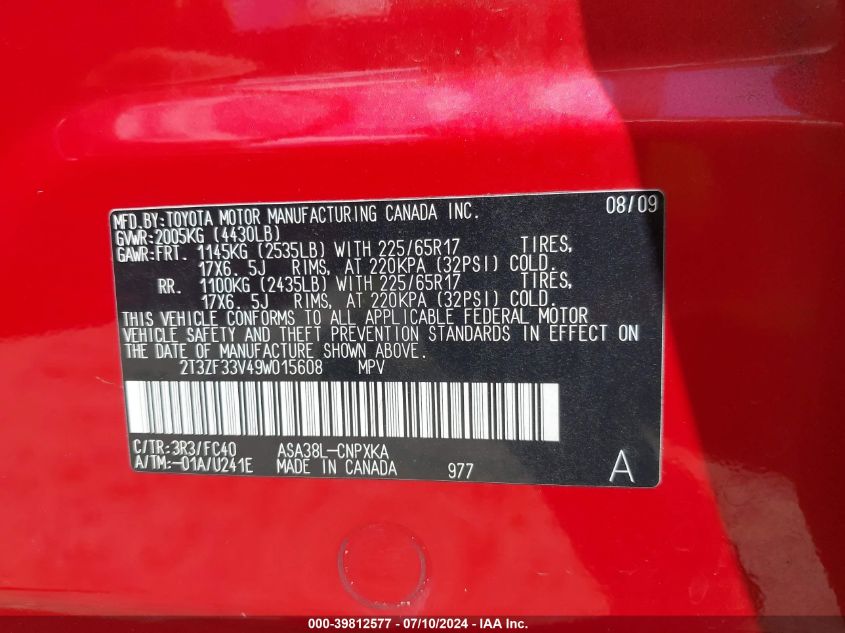 MFD.BY:TOYOTA MOTOR MANUFACTURING CANADA INC. 08/09
GVWR:2005KG (4430LB)
GAWR:FRT. 1145KG (2535LB) WITH 225/65R17 TIRES,
17X6. 5J RIMS, AT 220KPA (32PSI) COLD.
RR. 1100KG (2435LB) WITH 225/65R17 TIRES,
17X6. 5J RIMS, AT 220KPA (32PSI) COLD.
THIS VEHICLE CONFORMS TO ALL APPLICABLE FEDERAL MOTOR
VEHICLE SAFETY AND THEFT PREVENTION STANDARDS IN EFFECT ON
THE DATE OF MANUFACTURE SHOWN ABOVE.
2T3ZF33V49W015608 MPV
C/TR:3R3/FC40 ASA38L-CNPXKA
A/TM:-01A/U241E MADE IN CANADA 977 A
000-39812577 - 07/10/2024 - IAA Inc.